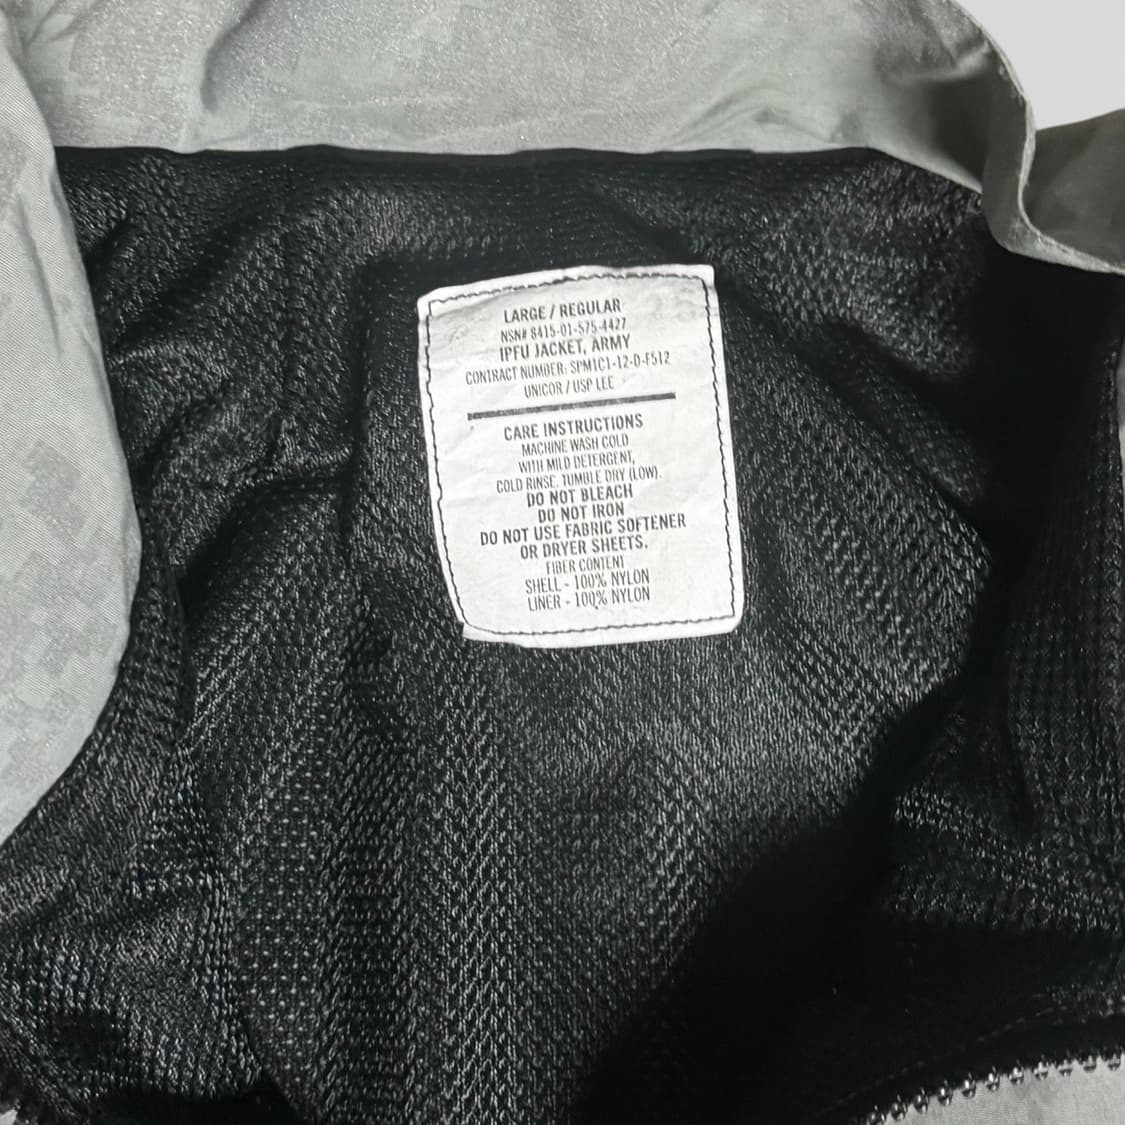 LARGE / REGULAR
NSN# 8415-01-575-4427
IPFU JACKET, ARMY
CONTRACT NUMBER: SPM1C1-12-D-F512
UNICOR / USP LEE
CARE INSTRUCTIONS
MACHINE WASH COLD
WITH MILD DETERGENT,
COLD RINSE. TUMBLE DRY (LOW).
DO NOT BLEACH
DO NOT IRON
DO NOT USE FABRIC SOFTENER
OR DRYER SHEETS.
FIBER CONTENT
SHELL - 100% NYLON
LINER - 100% NYLON